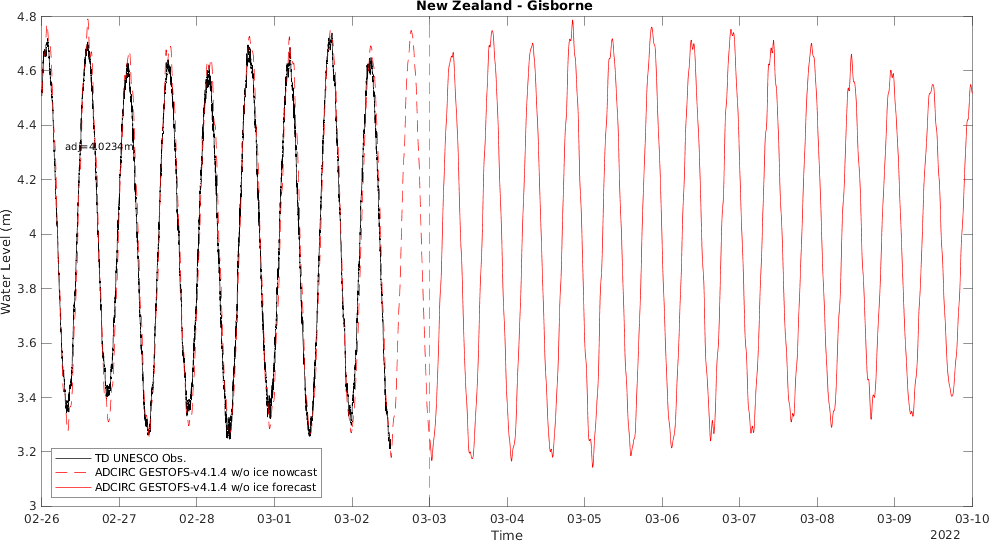 New Zealand - Gisborne
4.8
4.6
4.4
adj=4.0234m
4.2
4
3.8
3.6
3.4
3.2
3
Water Level (m)
TD UNESCO Obs.
ADCIRC GESTOFS-v4.1.4 w/o ice nowcast
ADCIRC GESTOFS-v4.1.4 w/o ice forecast
02-26 02-27 02-28 03-01 03-02 03-03 03-04 03-05 03-06 03-07 03-08 03-09 03-10
Time
2022